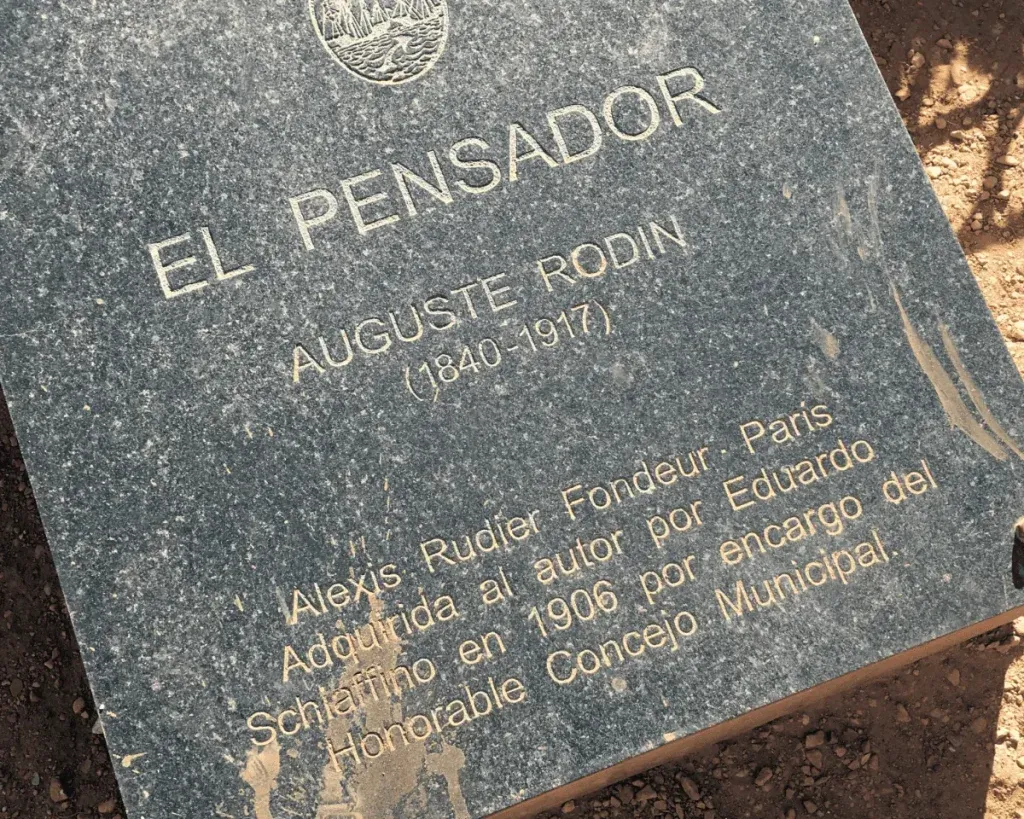 EL PENSADOR
AUGUSTE RODIN
(1840-1917)
Alexis Rudier Fondeur. París
Adquirida al autor por Eduardo
Schiaffino en 1906 por encargo del
Honorable Concejo Municipal.